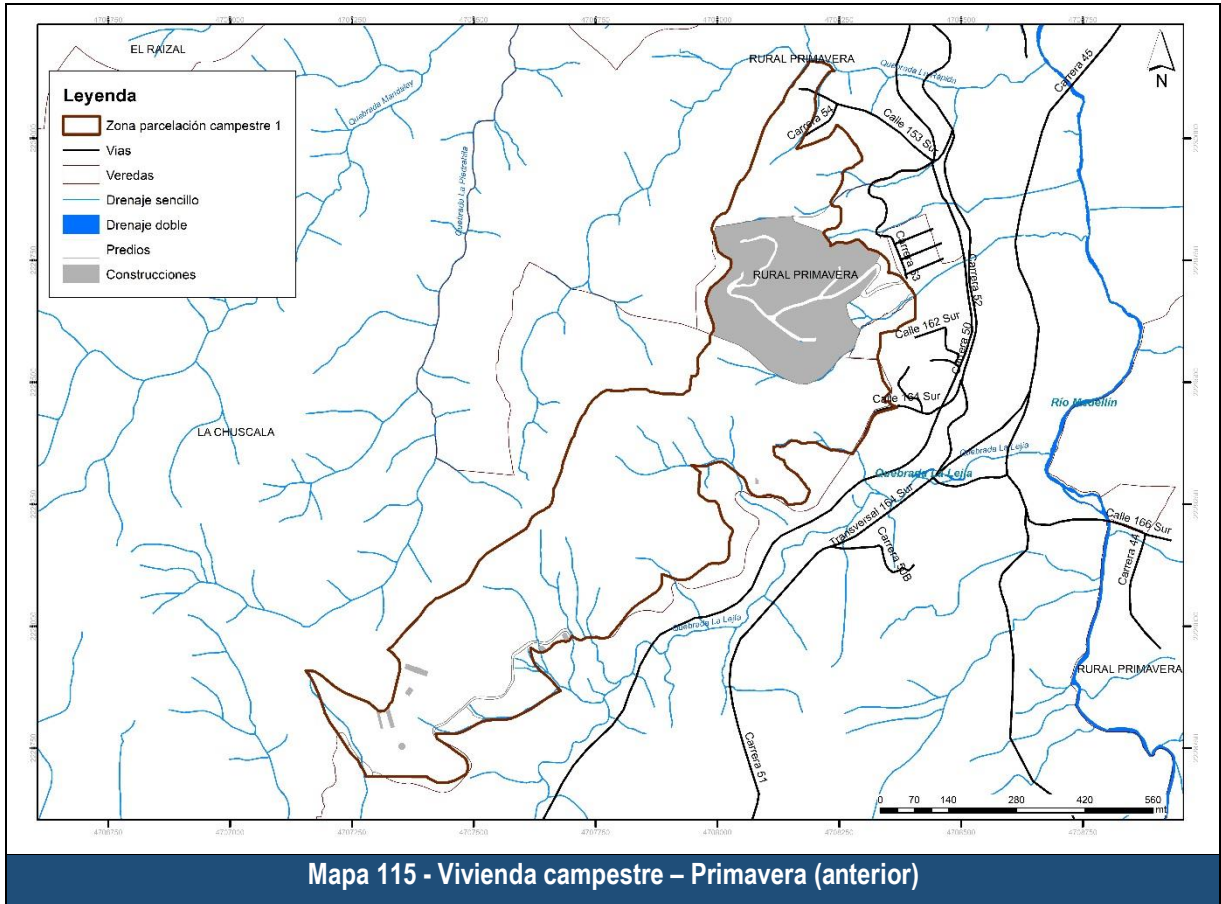 EL RAIZAL
RURAL PRIMAVERA
N
Leyenda
Zona parcelación campestre 1
Vias
Veredas
Drenaje sencillo
Drenaje doble
Predios
Construcciones
Quebrada Mandalay
Quebrada La Piedrahita
Carrera 45
Carrera 54
Calle 153 Sur
Carrera 53
RURAL PRIMAVERA
Carrera 52
Calle 162 Sur
Carrera 50
Calle 164 Sur
Río Medellín
LA CHUSCALA
Quebrada La Lejía
Quebrada La Lejía
Transversal 164 Sur
Calle 166 Sur
Carrera 50B
Carrera 44
Quebrada La Lejía
RURAL PRIMAVERA
Carrera 51
0 70 140 280 420 560
mt
Mapa 115 - Vivienda campestre – Primavera (anterior)